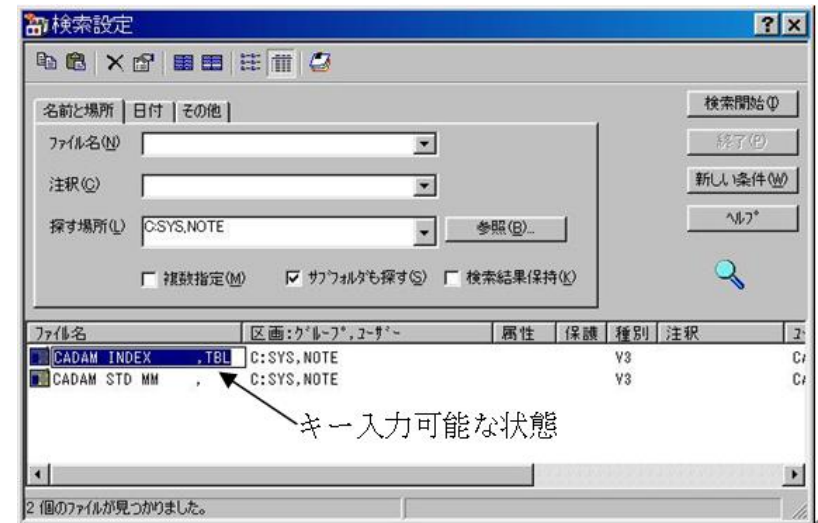 検索設定
名前と場所 日付 その他
検索開始(I)
ファイル名(N)
終了(P)
注釈(C)
新しい条件(W)
探す場所(L) C:SYS,NOTE 参照(B)...
ヘルプ
複数指定(M) サブフォルダも探す(S) 検索結果保持(K)
ファイル名 区画:グループ,ユーザー 属性 保護 種別 注釈 ユ
CADAM INDEX ,TBL C:SYS,NOTE V3 CA
CADAM STD MM , C:SYS,NOTE V3 CA
キー入力可能な状態
2 個のファイルが見つかりました。